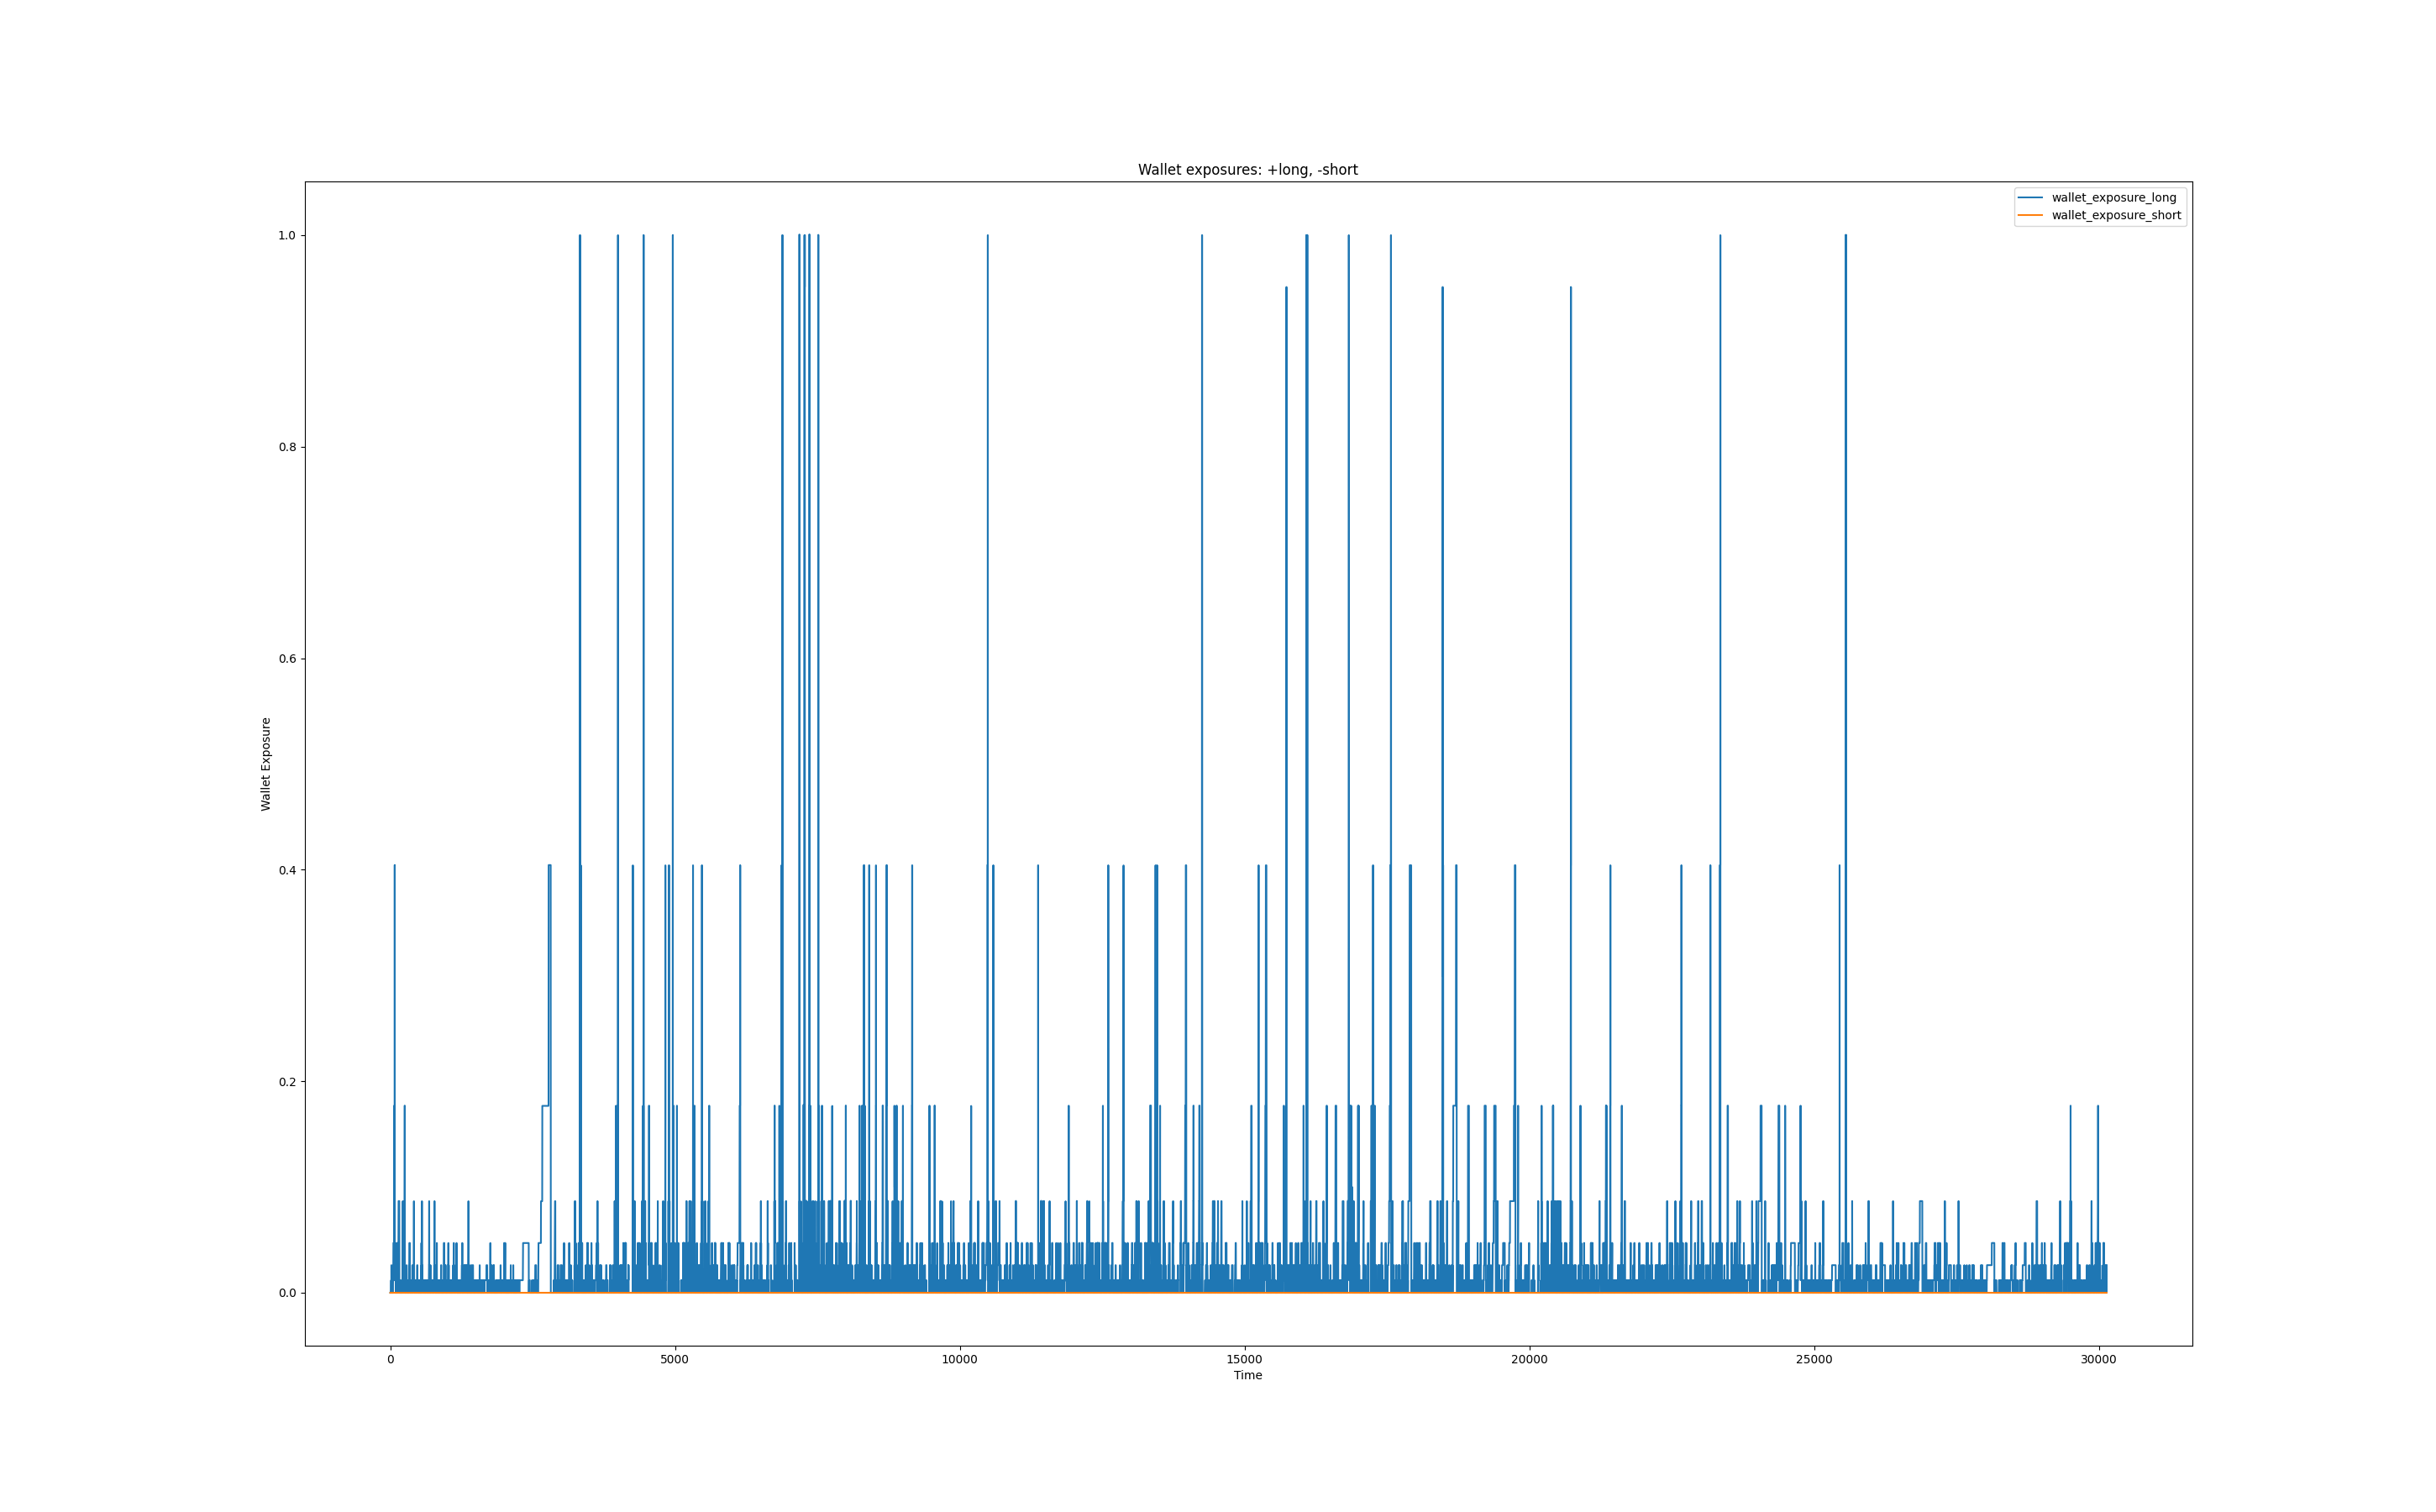 Wallet exposures: +long, -short
wallet_exposure_long
wallet_exposure_short
1.0
0.8
0.6
0.4
0.2
0.0
Wallet Exposure
0 5000 10000 15000 20000 25000 30000
Time